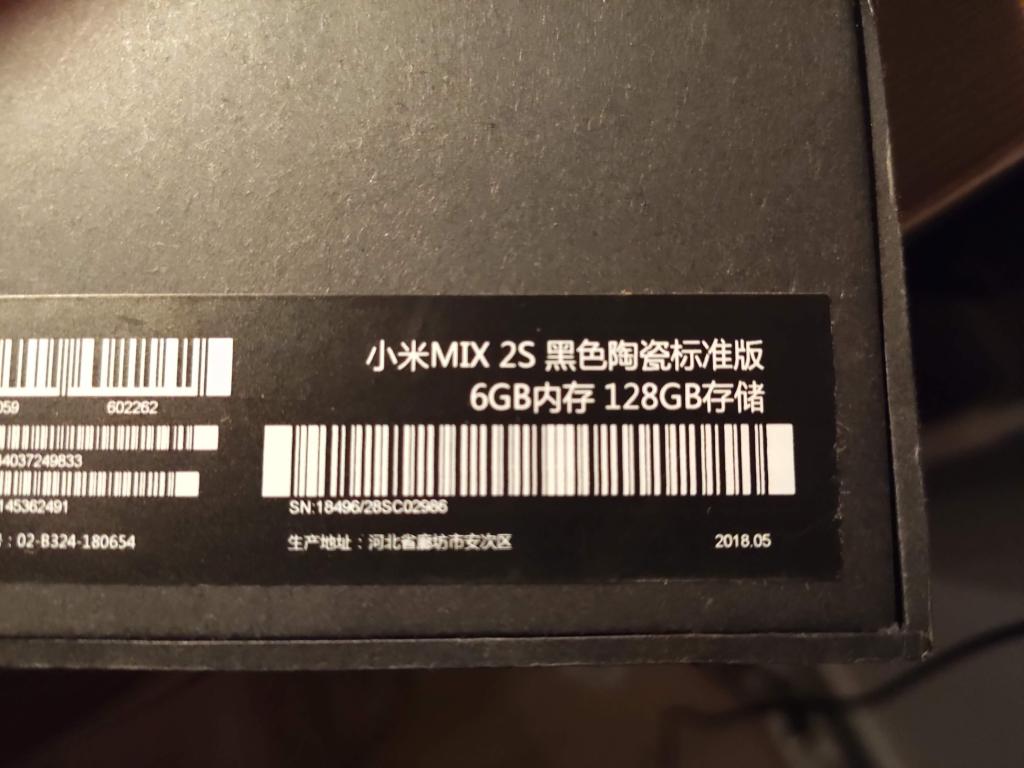 小米MIX 2S 黑色陶瓷标准版
6GB内存 128GB存储
059 602262
44037249833
145362491
SN:18496/28SC02986
: 02-B324-180654
生产地址：河北省廊坊市安次区
2018.05